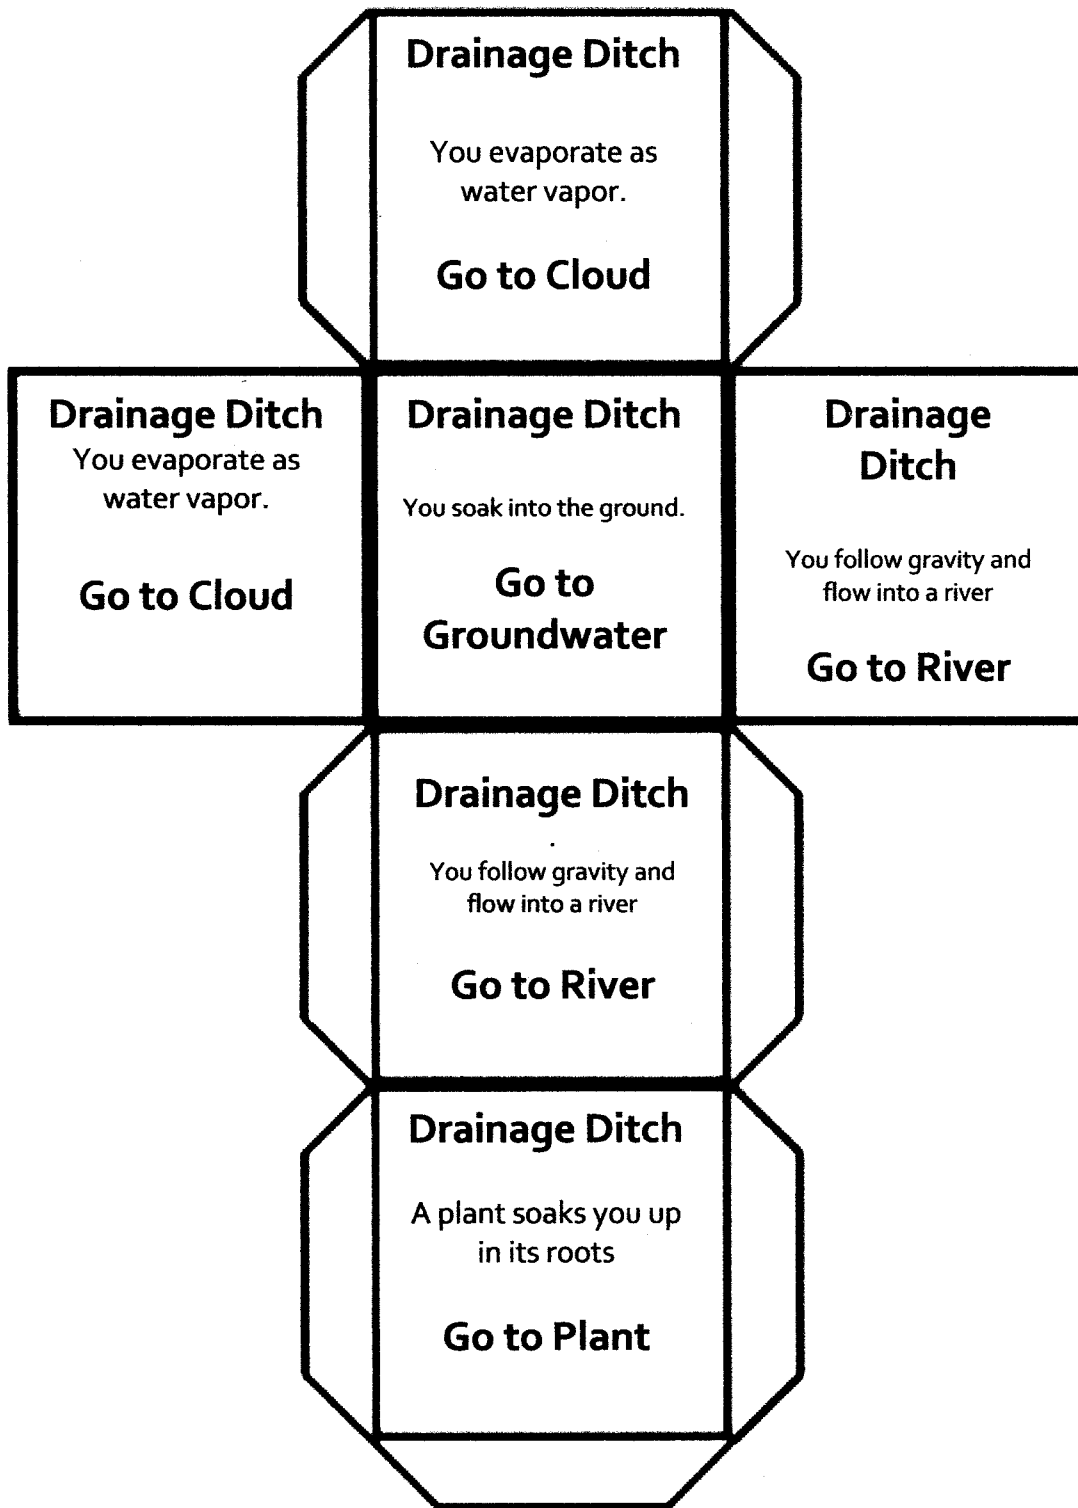 Drainage Ditch
You evaporate as
water vapor.
Go to Cloud
Drainage Ditch
You evaporate as
water vapor.
Go to Cloud
Drainage Ditch
You soak into the ground.
Go to
Groundwater
Drainage
Ditch
You follow gravity and
flow into a river
Go to River
Drainage Ditch
You follow gravity and
flow into a river
Go to River
Drainage Ditch
A plant soaks you up
in its roots
Go to Plant